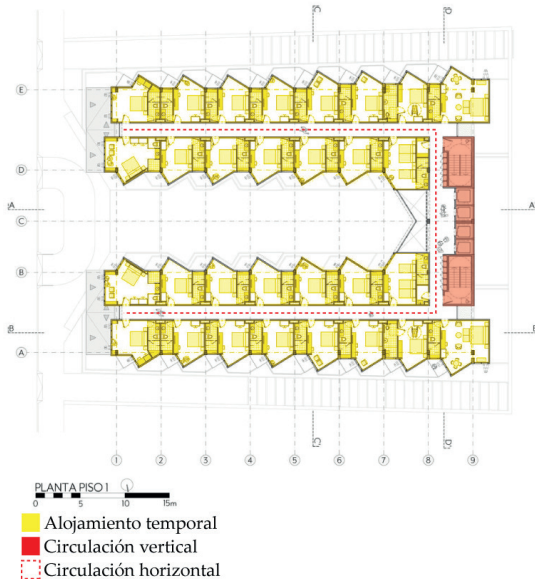 C
D
E
D
A
A'
C
B
B
B
A
C'
D'
1 2 3 4 5 6 7 8 9
PLANTA PISO 1
0 5 10 15m
Alojamiento temporal
Circulación vertical
Circulación horizontal